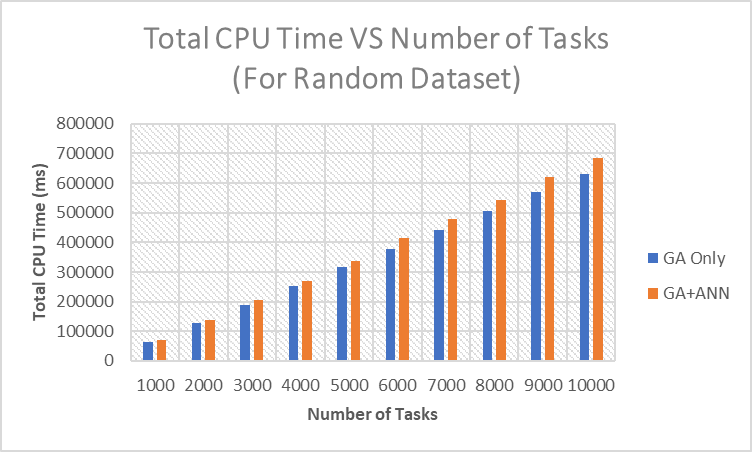 Total CPU Time VS Number of Tasks
(For Random Dataset)
Total CPU Time (ms)
800000
700000
600000
500000
400000
300000
200000
100000
0
1000 2000 3000 4000 5000 6000 7000 8000 9000 10000
Number of Tasks
GA Only
GA+ANN